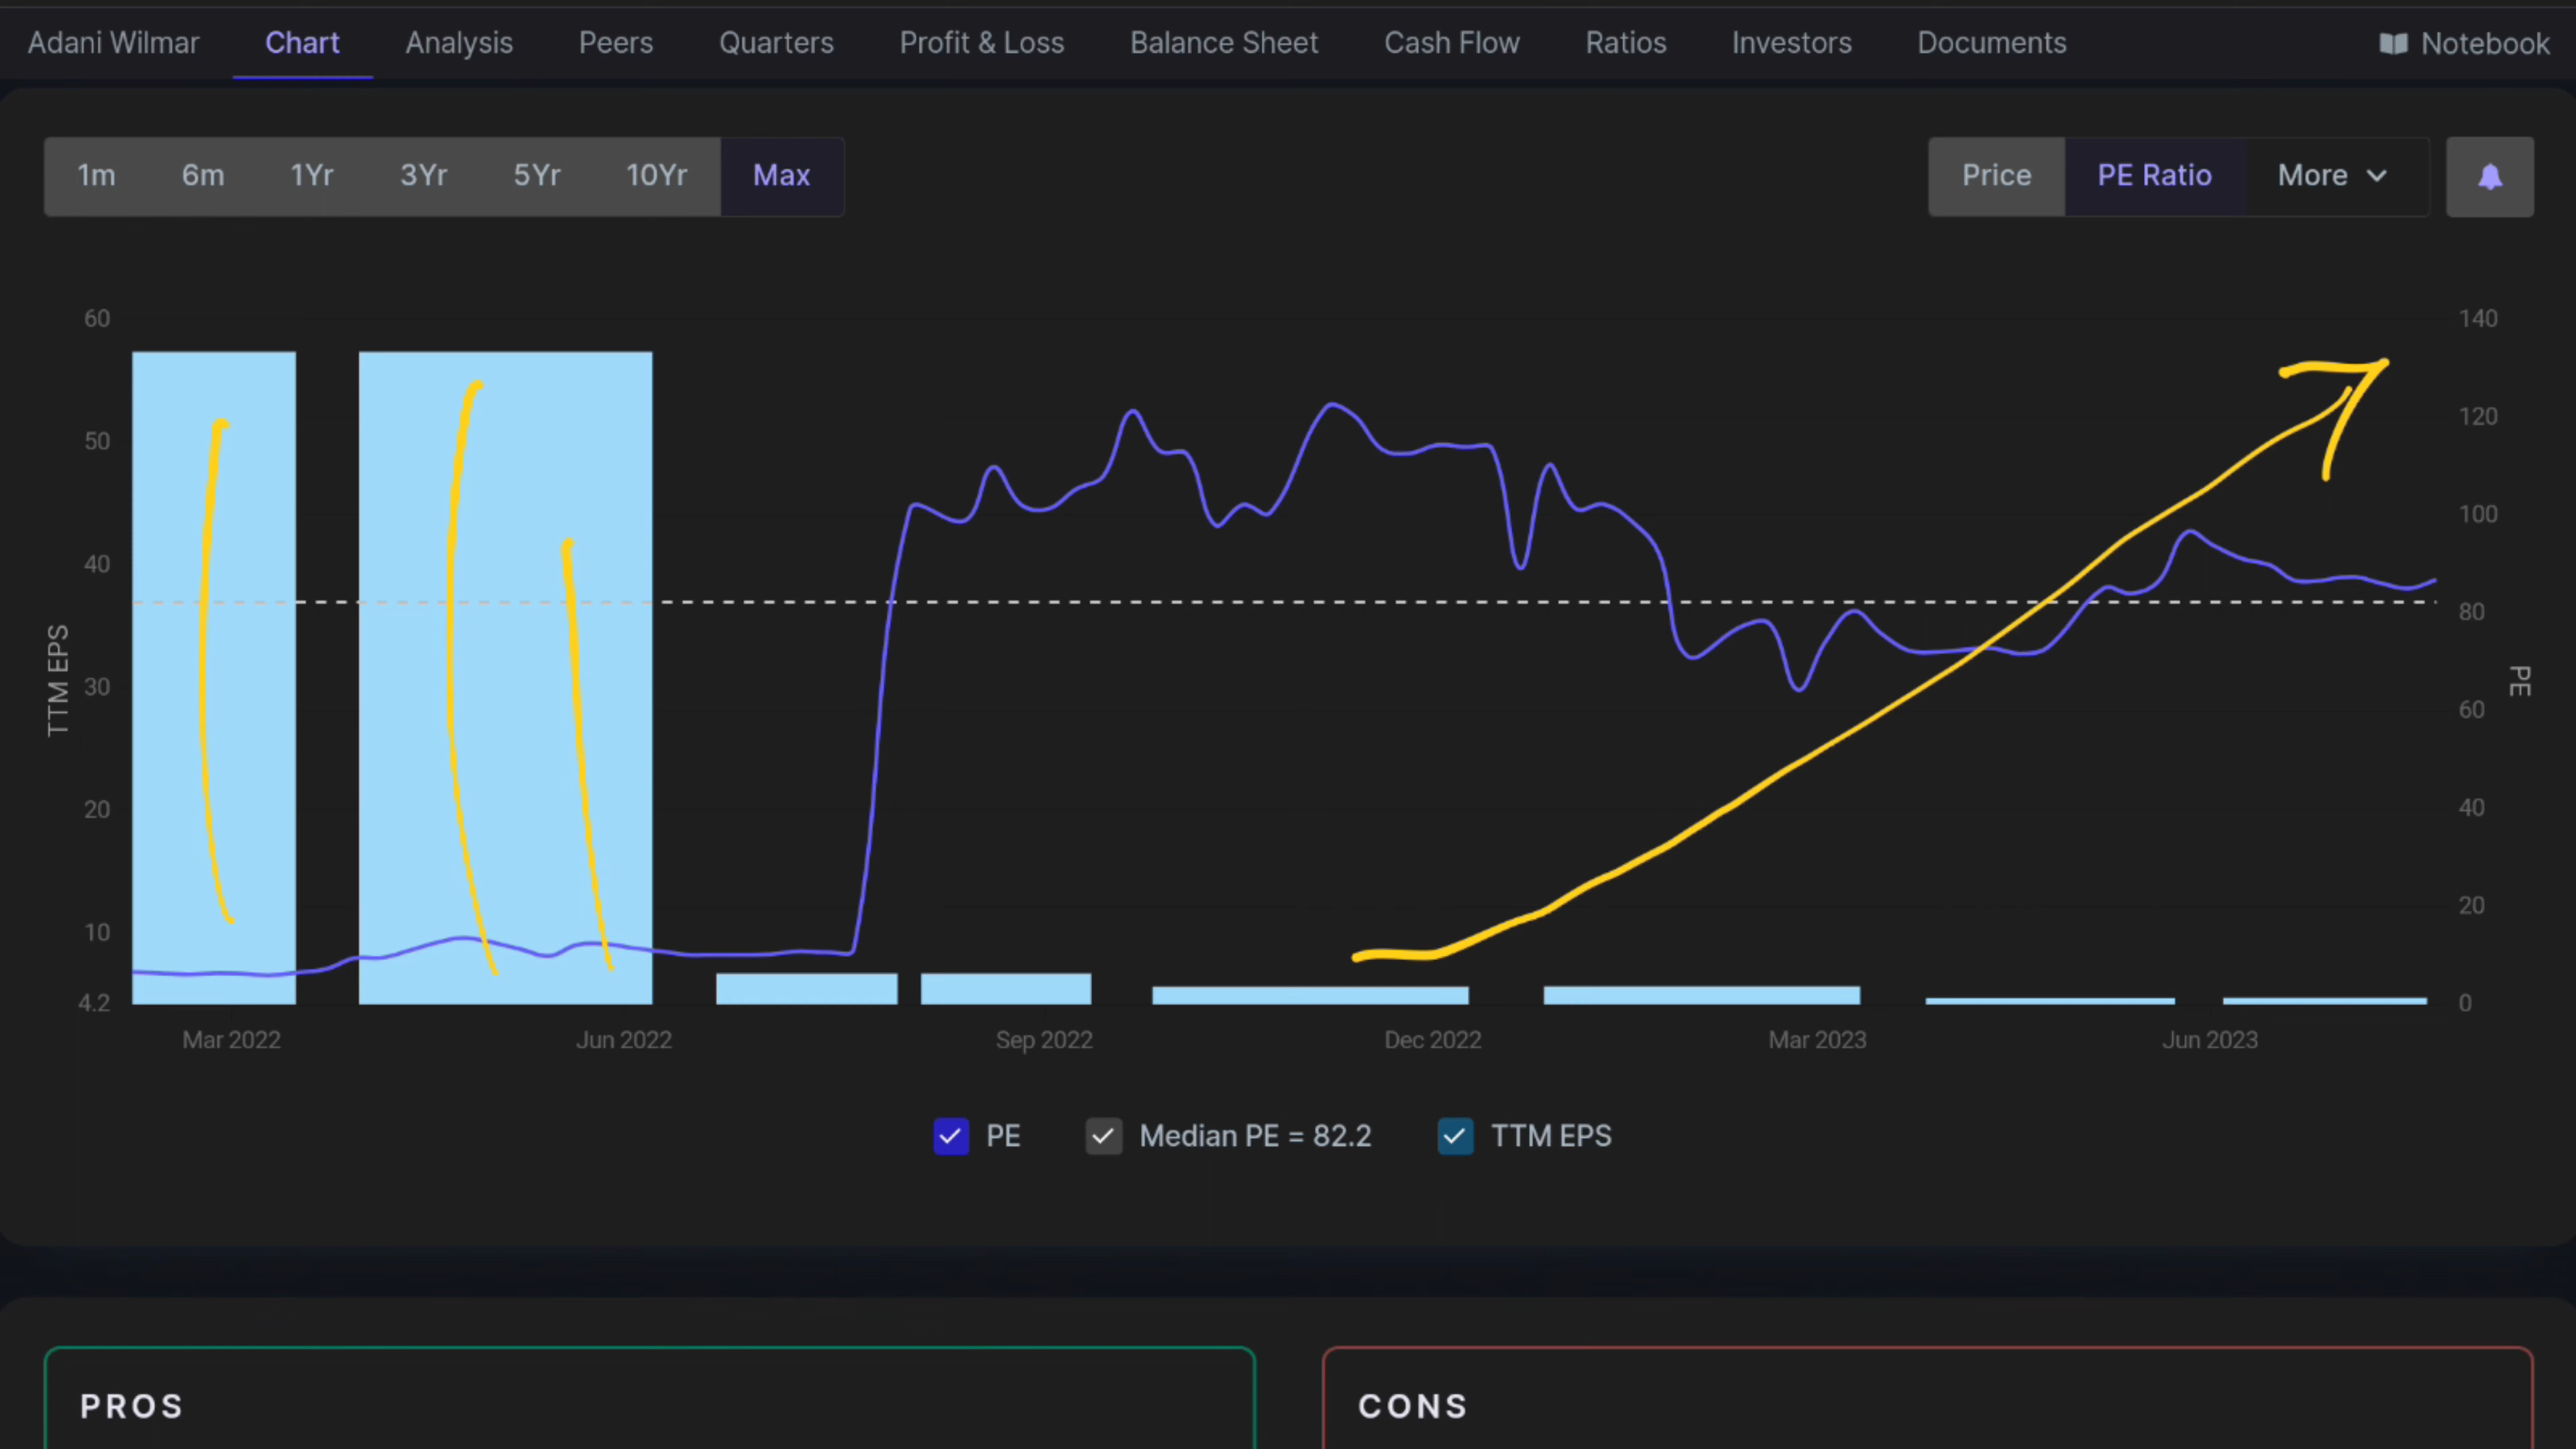 Adani Wilmar Chart Analysis Peers Quarters Profit & Loss Balance Sheet Cash Flow Ratios Investors Documents Notebook
1m 6m 1Yr 3Yr 5Yr 10Yr Max Price PE Ratio More
60 140
120
50
100
40
80
TTM EPS
PE
30
60
20 40
10 20
4.2 0
Mar 2022 Jun 2022 Sep 2022 Dec 2022 Mar 2023 Jun 2023
PE Median PE = 82.2 TTM EPS
PROS CONS